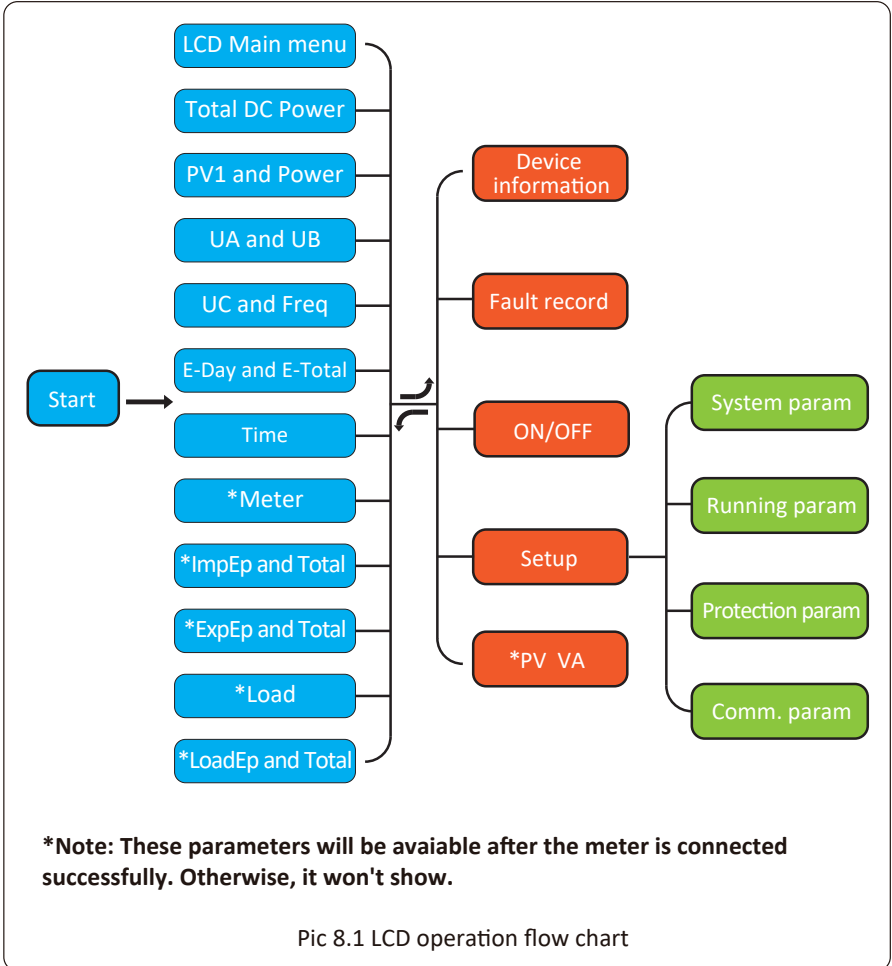 LCD Main menu
Total DC Power
PV1 and Power
UA and UB
UC and Freq
E-Day and E-Total
Start
Time
*Meter
*ImpEp and Total
*ExpEp and Total
*Load
*LoadEp and Total
Device
information
Fault record
ON/OFF
Setup
*PV VA
System param
Running param
Protection param
Comm. param
*Note: These parameters will be avaiable after the meter is connected
successfully. Otherwise, it won't show.
Pic 8.1 LCD operation flow chart